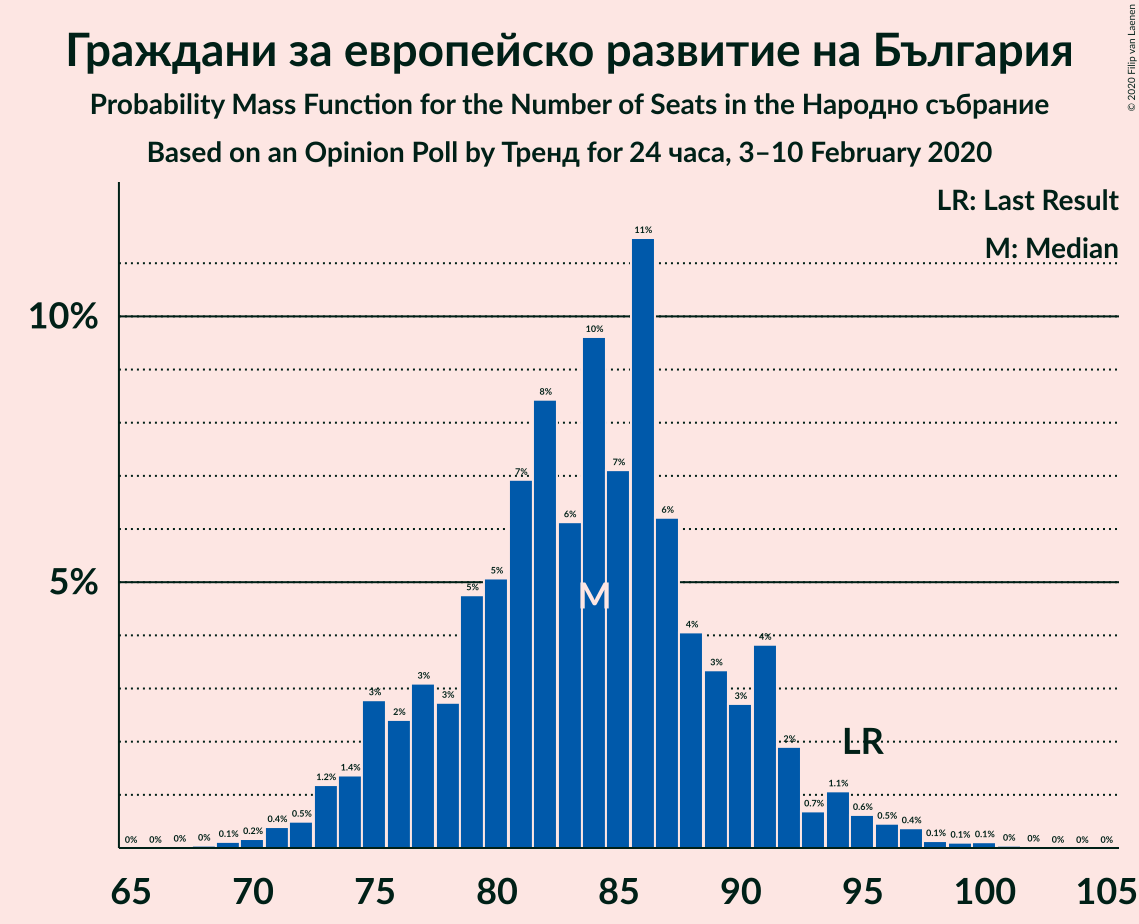 Граждани за европейско развитие на България
Probability Mass Function for the Number of Seats in the Народно събрание
Based on an Opinion Poll by Тренд for 24 часа, 3–10 February 2020
© 2020 Filip van Laenen
LR: Last Result
M: Median
10%
5%
0% 0% 0% 0% 0.1% 0.2% 0.4% 0.5% 1.2% 1.4% 3% 2% 3% 3% 5% 5% 7% 8% 6% 10% 7% 11% 6% 4% 3% 3% 4% 2% 0.7% 1.1% 0.6% 0.5% 0.4% 0.1% 0.1% 0.1% 0% 0% 0% 0% 0%
M
LR
65 70 75 80 85 90 95 100 105